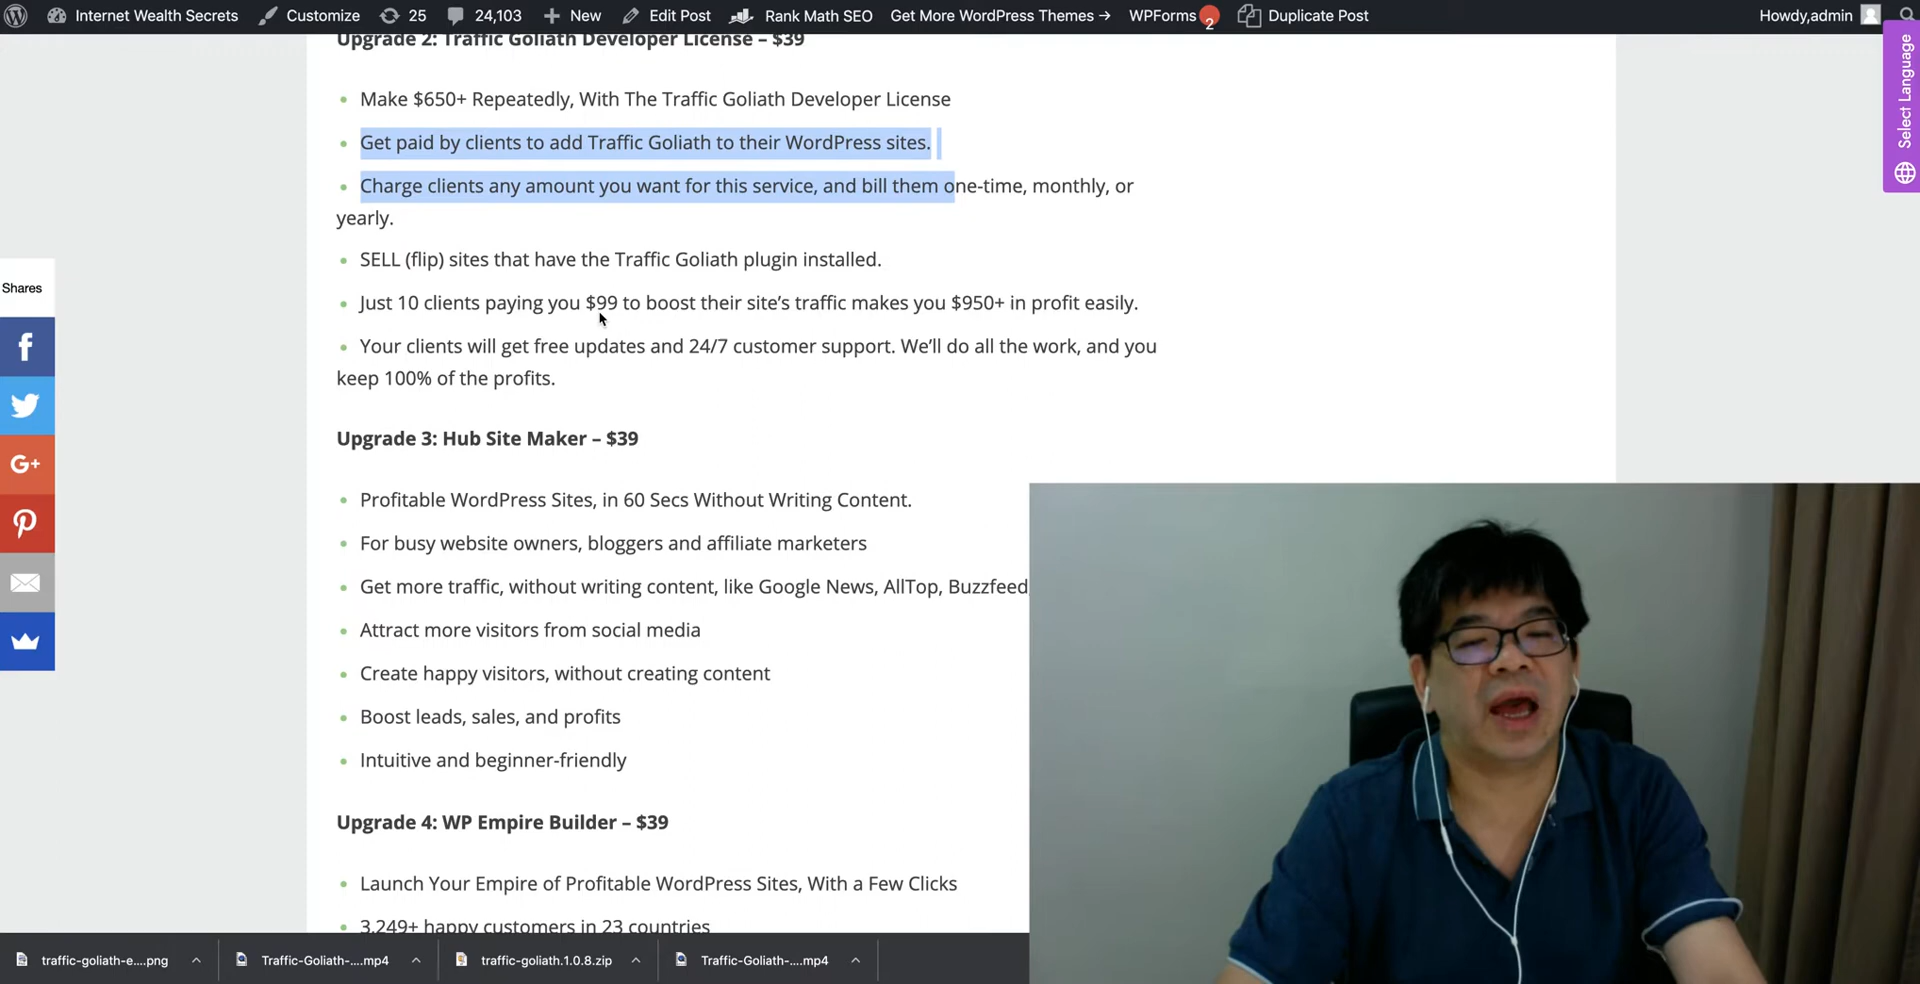 Internet Wealth Secrets Customize 25 24,103 New Edit Post Rank Math SEO Get More WordPress Themes → WPForms 2 Duplicate Post Howdy,admin
Select Language
Upgrade 2: Traffic Goliath Developer License – $39
• Make $650+ Repeatedly, With The Traffic Goliath Developer License
• Get paid by clients to add Traffic Goliath to their WordPress sites.
• Charge clients any amount you want for this service, and bill them one-time, monthly, or
yearly.
• SELL (flip) sites that have the Traffic Goliath plugin installed.
• Just 10 clients paying you $99 to boost their site’s traffic makes you $950+ in profit easily.
• Your clients will get free updates and 24/7 customer support. We’ll do all the work, and you
keep 100% of the profits.
Shares
f
G+
Upgrade 3: Hub Site Maker – $39
• Profitable WordPress Sites, in 60 Secs Without Writing Content.
• For busy website owners, bloggers and affiliate marketers
• Get more traffic, without writing content, like Google News, AllTop, Buzzfeed,
• Attract more visitors from social media
• Create happy visitors, without creating content
• Boost leads, sales, and profits
• Intuitive and beginner-friendly
Upgrade 4: WP Empire Builder – $39
• Launch Your Empire of Profitable WordPress Sites, With a Few Clicks
• 3,249+ happy customers in 23 countries
traffic-goliath-e....png Traffic-Goliath-....mp4 traffic-goliath.1.0.8.zip Traffic-Goliath-....mp4